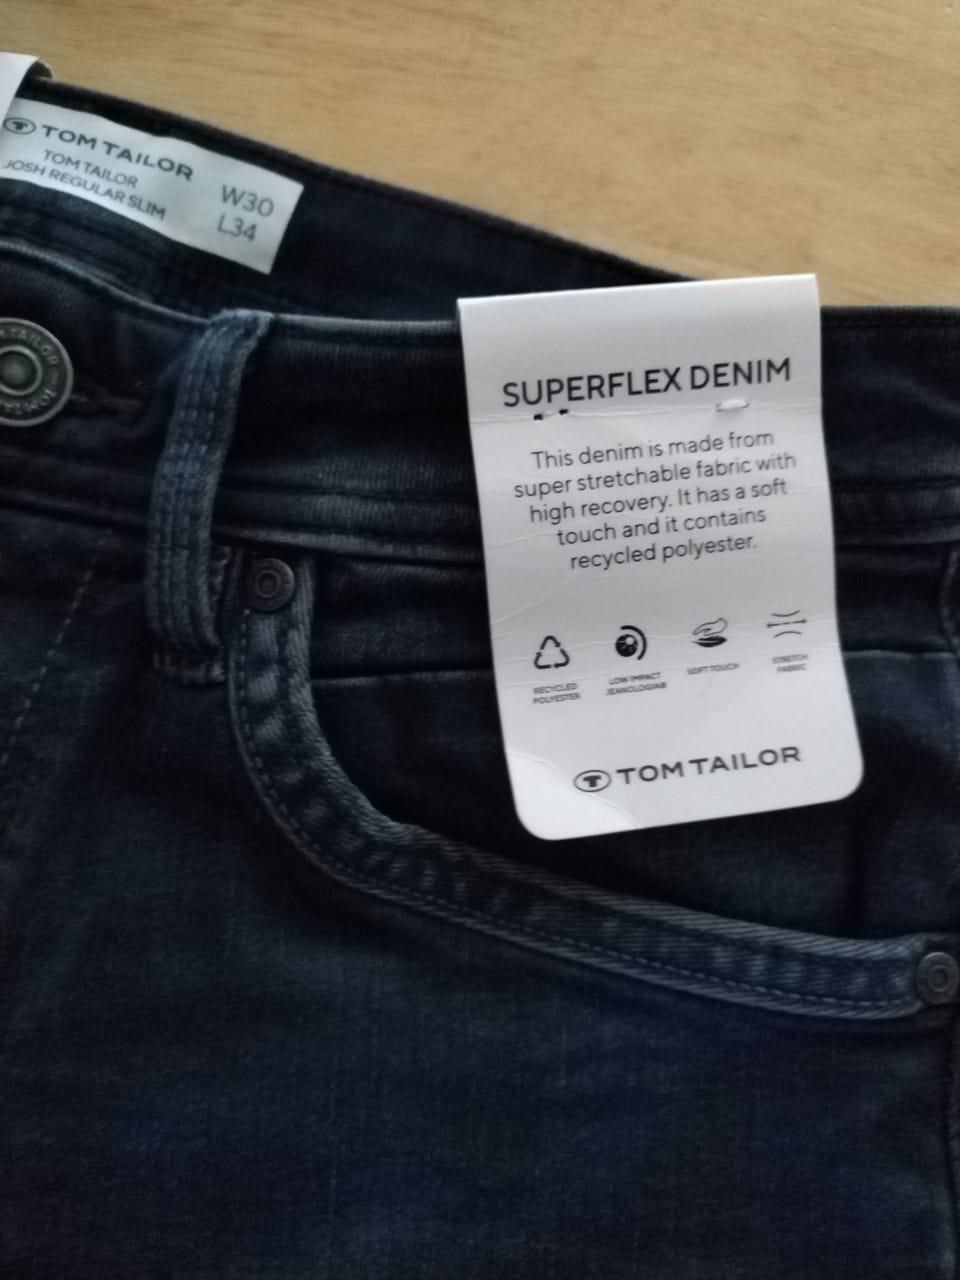 TOM TAILOR
TOM TAILOR
JOSH REGULAR SLIM
W30
L34
TAILOR
TOM
SUPERFLEX DENIM
This denim is made from
super stretchable fabric with
high recovery. It has a soft
touch and it contains
recycled polyester.
RECYCLED
POLYESTER
LOW IMPACT
JEANOLOGIA®
SOFT TOUCH
STRETCH
FABRIC
TOM TAILOR